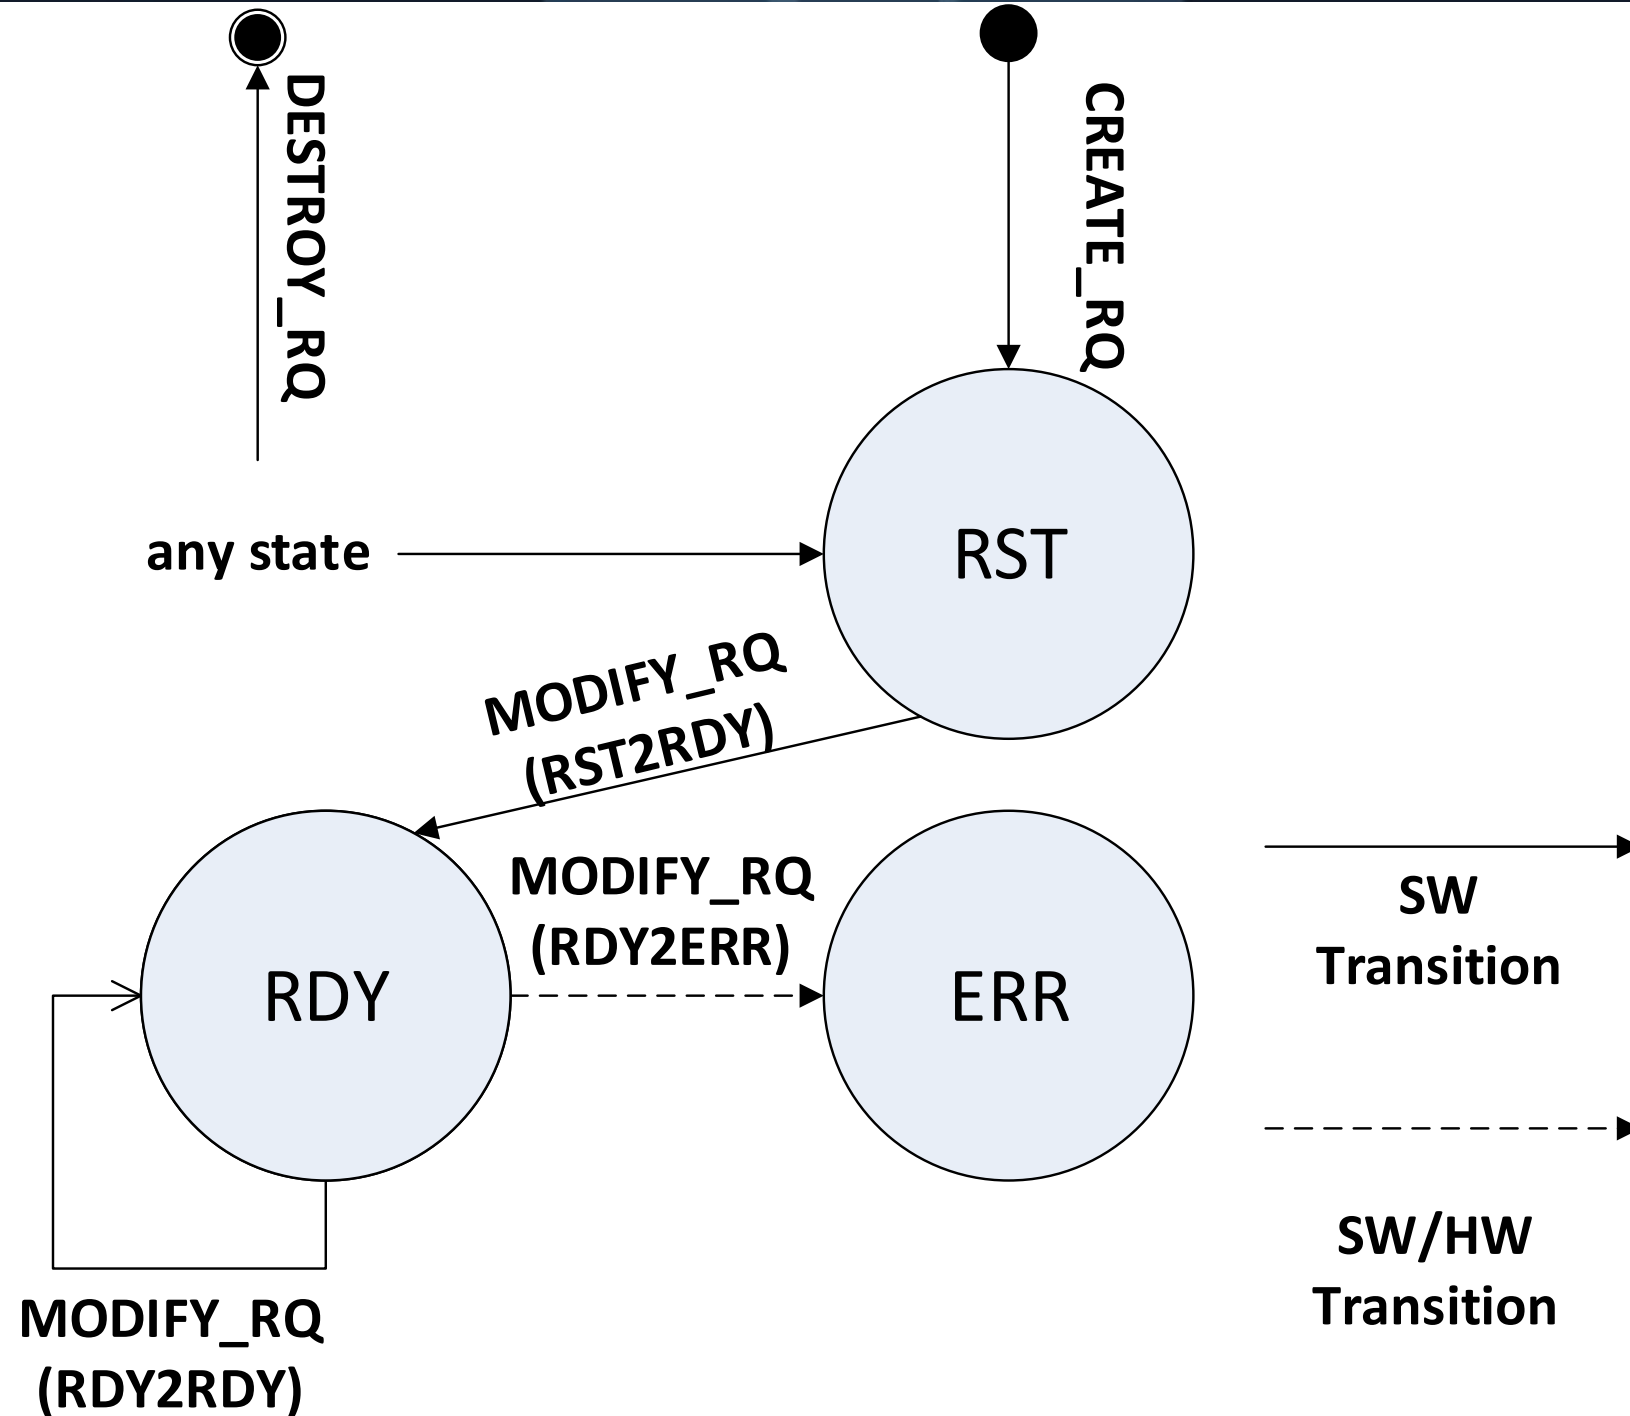 DESTROY_RQ
CREATE_RQ
any state
RST
MODIFY_RQ
(RST2RDY)
MODIFY_RQ
(RDY2ERR)
RDY
ERR
SW
Transition
SW/HW
Transition
MODIFY_RQ
(RDY2RDY)